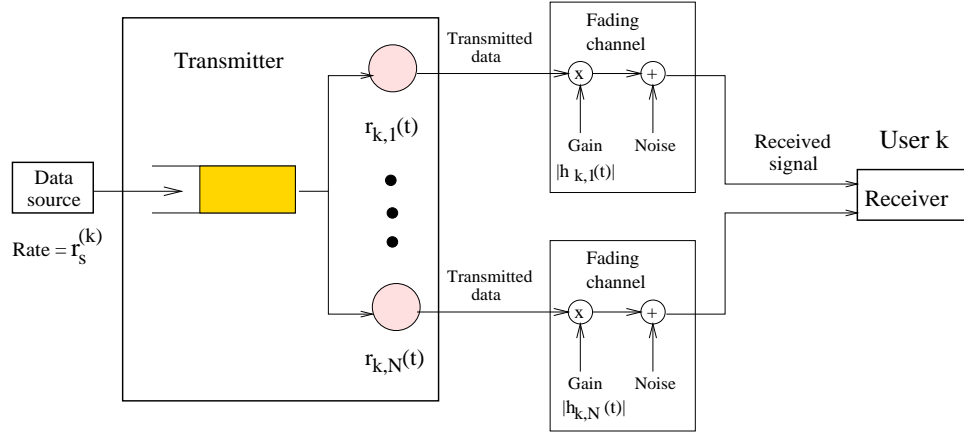 Transmitter
Data
source
Rate = r_s^(k)
r_k,1(t)
r_k,N(t)
Transmitted
data
Fading
channel
x
+
Gain
Noise
|h_k,1(t)|
Transmitted
data
Fading
channel
x
+
Gain
Noise
|h_k,N(t)|
Received
signal
User k
Receiver